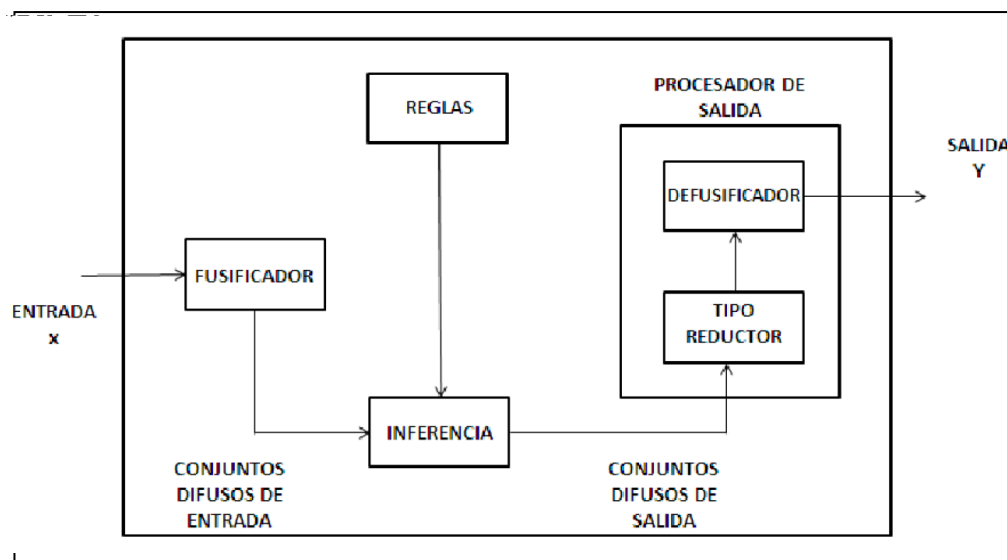 REGLAS
PROCESADOR DE
SALIDA
DEFUSIFICADOR
SALIDA
Y
FUSIFICADOR
ENTRADA
x
TIPO
REDUCTOR
INFERENCIA
CONJUNTOS
DIFUSOS DE
ENTRADA
CONJUNTOS
DIFUSOS DE
SALIDA